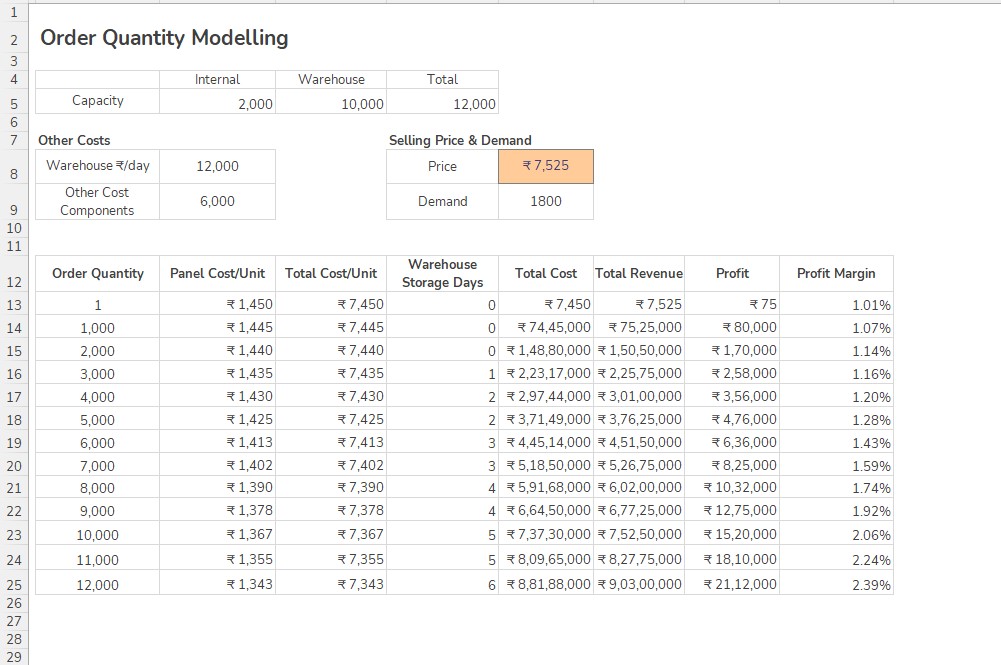 1
2 Order Quantity Modelling
3
4 Internal Warehouse Total
5 Capacity 2,000 10,000 12,000
6
7 Other Costs Selling Price & Demand
8 Warehouse ₹/day 12,000 Price ₹ 7,525
9 Other Cost
Components 6,000 Demand 1800
10
11
12 Order Quantity Panel Cost/Unit Total Cost/Unit Warehouse
Storage Days Total Cost Total Revenue Profit Profit Margin
13 1 ₹ 1,450 ₹ 7,450 0 ₹ 7,450 ₹ 7,525 ₹ 75 1.01%
14 1,000 ₹ 1,445 ₹ 7,445 0 ₹ 74,45,000 ₹ 75,25,000 ₹ 80,000 1.07%
15 2,000 ₹ 1,440 ₹ 7,440 0 ₹ 1,48,80,000 ₹ 1,50,50,000 ₹ 1,70,000 1.14%
16 3,000 ₹ 1,435 ₹ 7,435 1 ₹ 2,23,17,000 ₹ 2,25,75,000 ₹ 2,58,000 1.16%
17 4,000 ₹ 1,430 ₹ 7,430 2 ₹ 2,97,44,000 ₹ 3,01,00,000 ₹ 3,56,000 1.20%
18 5,000 ₹ 1,425 ₹ 7,425 2 ₹ 3,71,49,000 ₹ 3,76,25,000 ₹ 4,76,000 1.28%
19 6,000 ₹ 1,413 ₹ 7,413 3 ₹ 4,45,14,000 ₹ 4,51,50,000 ₹ 6,36,000 1.43%
20 7,000 ₹ 1,402 ₹ 7,402 3 ₹ 5,18,50,000 ₹ 5,26,75,000 ₹ 8,25,000 1.59%
21 8,000 ₹ 1,390 ₹ 7,390 4 ₹ 5,91,68,000 ₹ 6,02,00,000 ₹ 10,32,000 1.74%
22 9,000 ₹ 1,378 ₹ 7,378 4 ₹ 6,64,50,000 ₹ 6,77,25,000 ₹ 12,75,000 1.92%
23 10,000 ₹ 1,367 ₹ 7,367 5 ₹ 7,37,30,000 ₹ 7,52,50,000 ₹ 15,20,000 2.06%
24 11,000 ₹ 1,355 ₹ 7,355 5 ₹ 8,09,65,000 ₹ 8,27,75,000 ₹ 18,10,000 2.24%
25 12,000 ₹ 1,343 ₹ 7,343 6 ₹ 8,81,88,000 ₹ 9,03,00,000 ₹ 21,12,000 2.39%
26
27
28
29